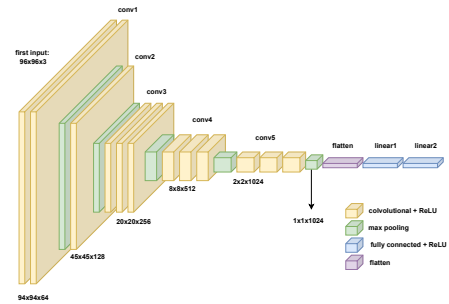 conv1
first input:
96x96x3
conv2
conv3
conv4
conv5
flatten
linear1
linear2
2x2x1024
8x8x512
20x20x256
1x1x1024
45x45x128
94x94x64
colvolutional + ReLU
max pooling
fully connected + ReLU
flatten